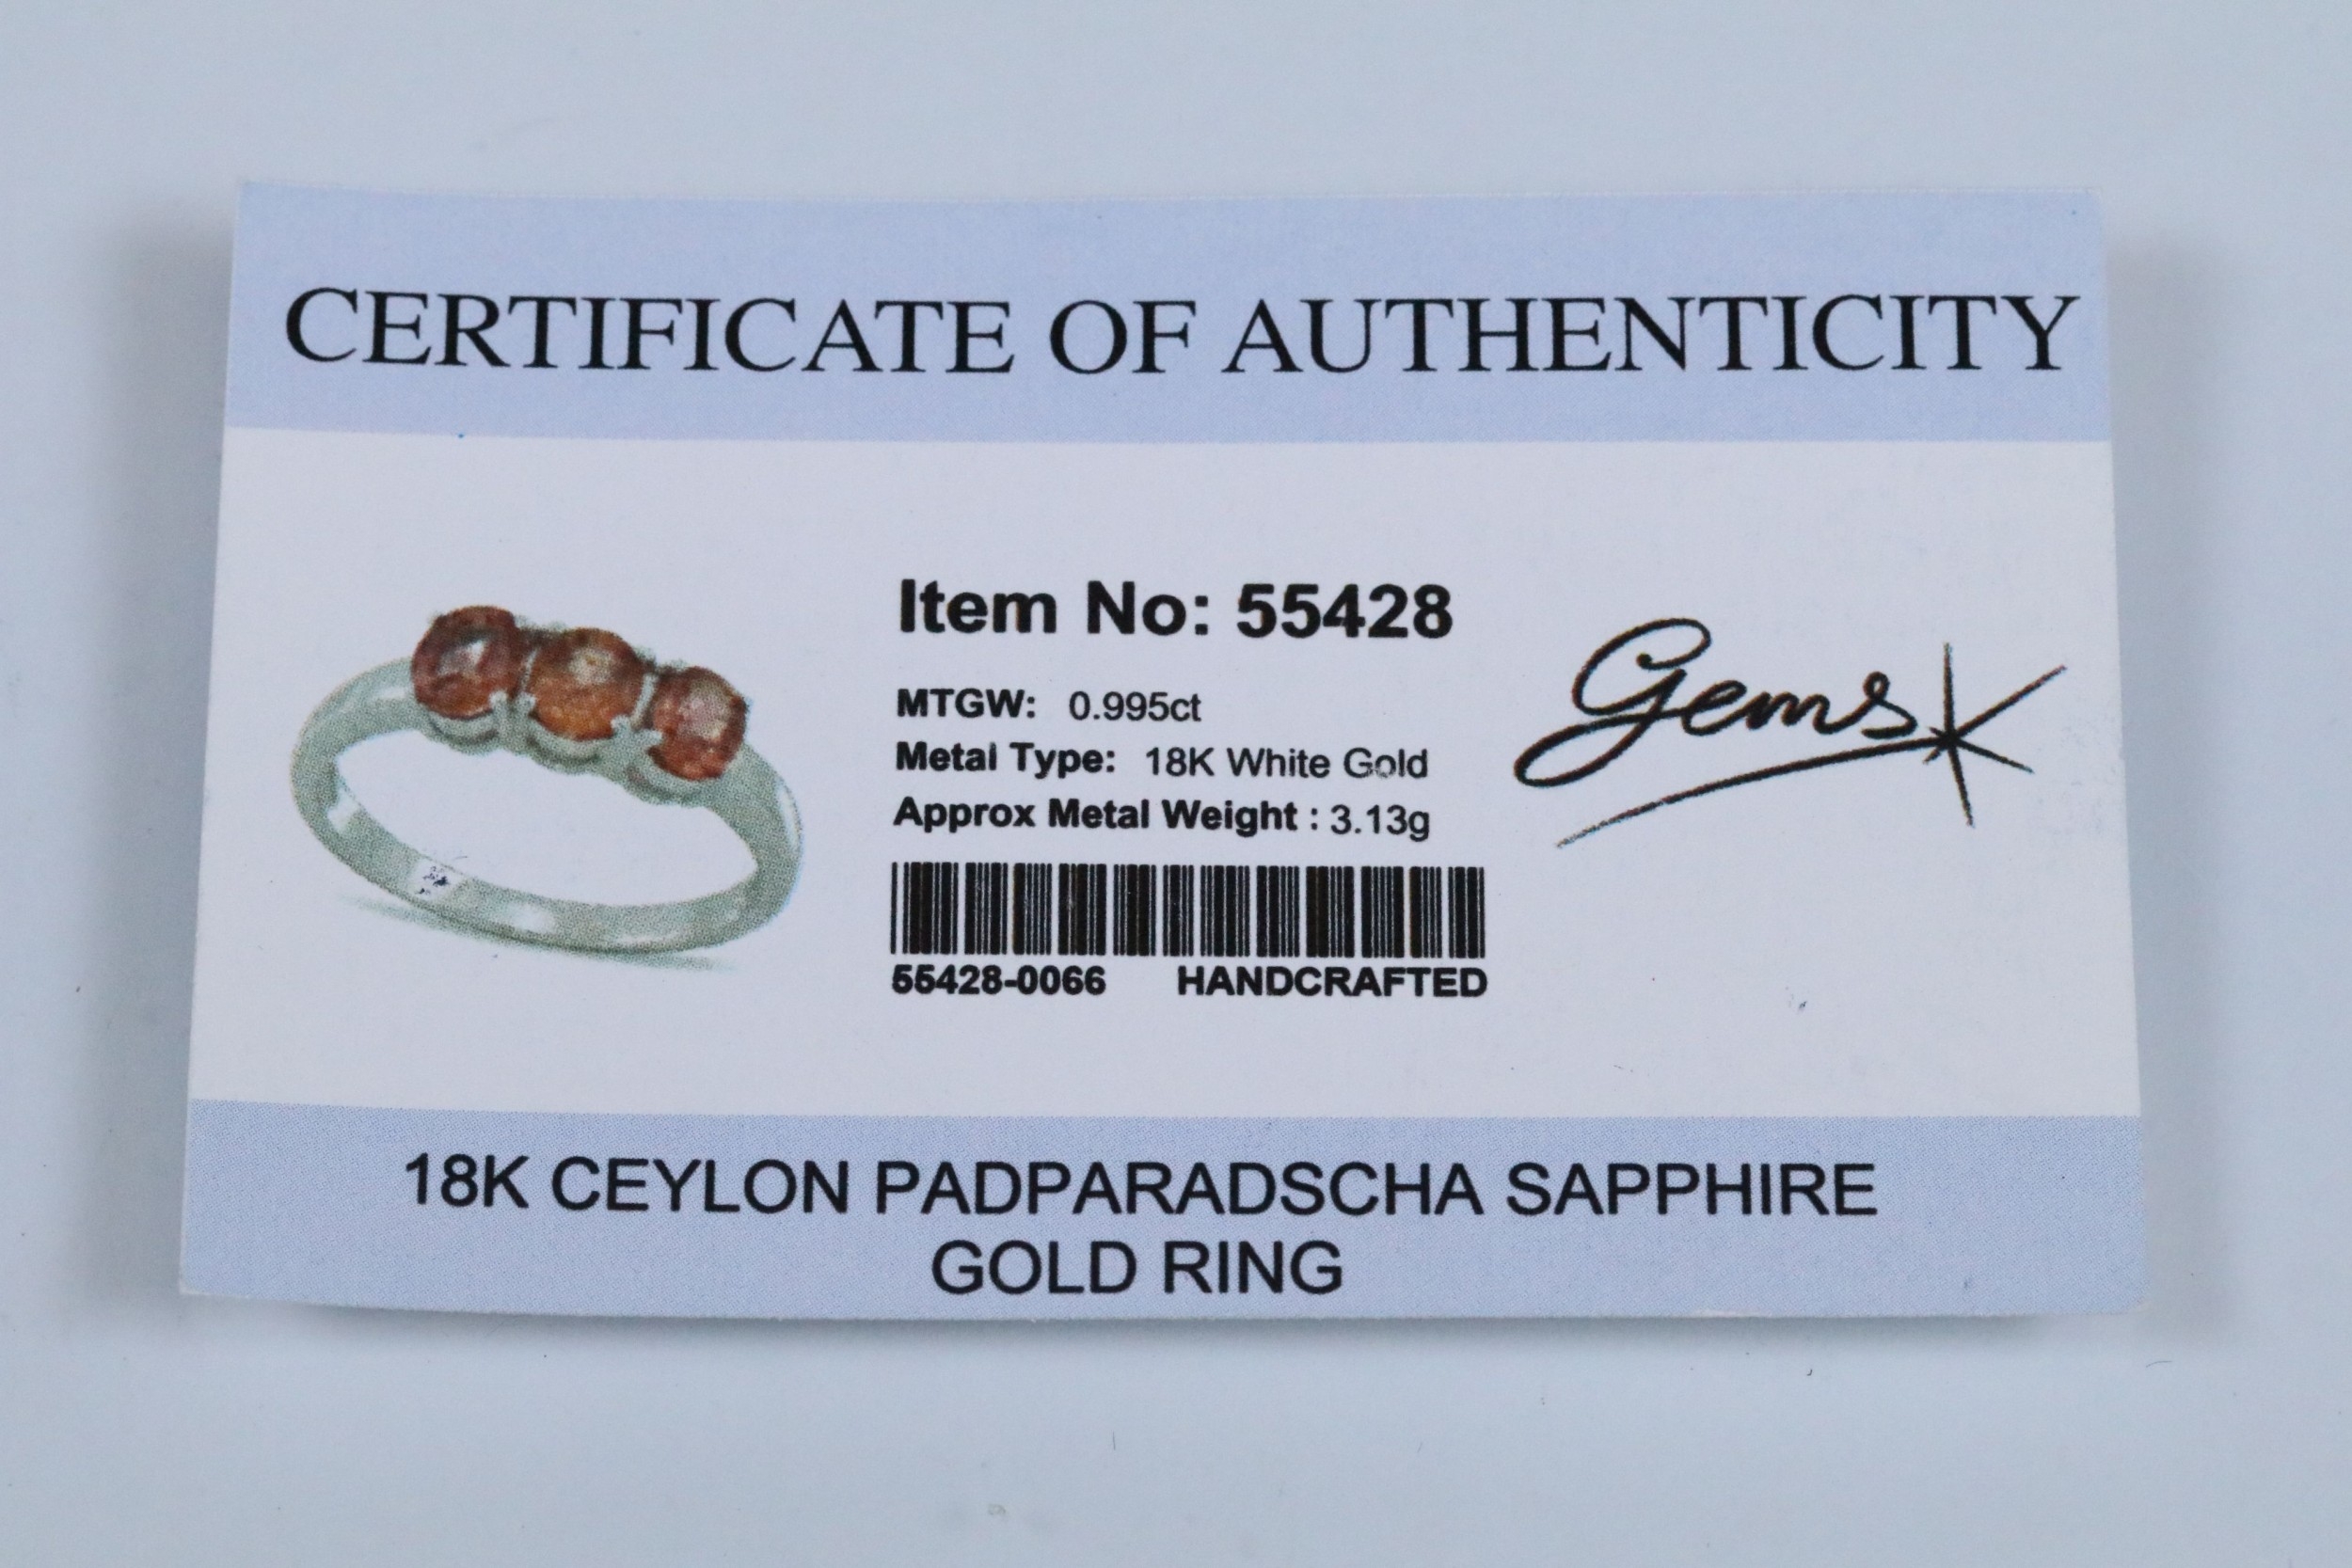 CERTIFICATE OF AUTHENTICITY
Item No: 55428
MTGW: 0.995ct
Metal Type: 18K White Gold
Approx Metal Weight : 3.13g
55428-0066 HANDCRAFTED
Gems
18K CEYLON PADPARADSCHA SAPPHIRE
GOLD RING